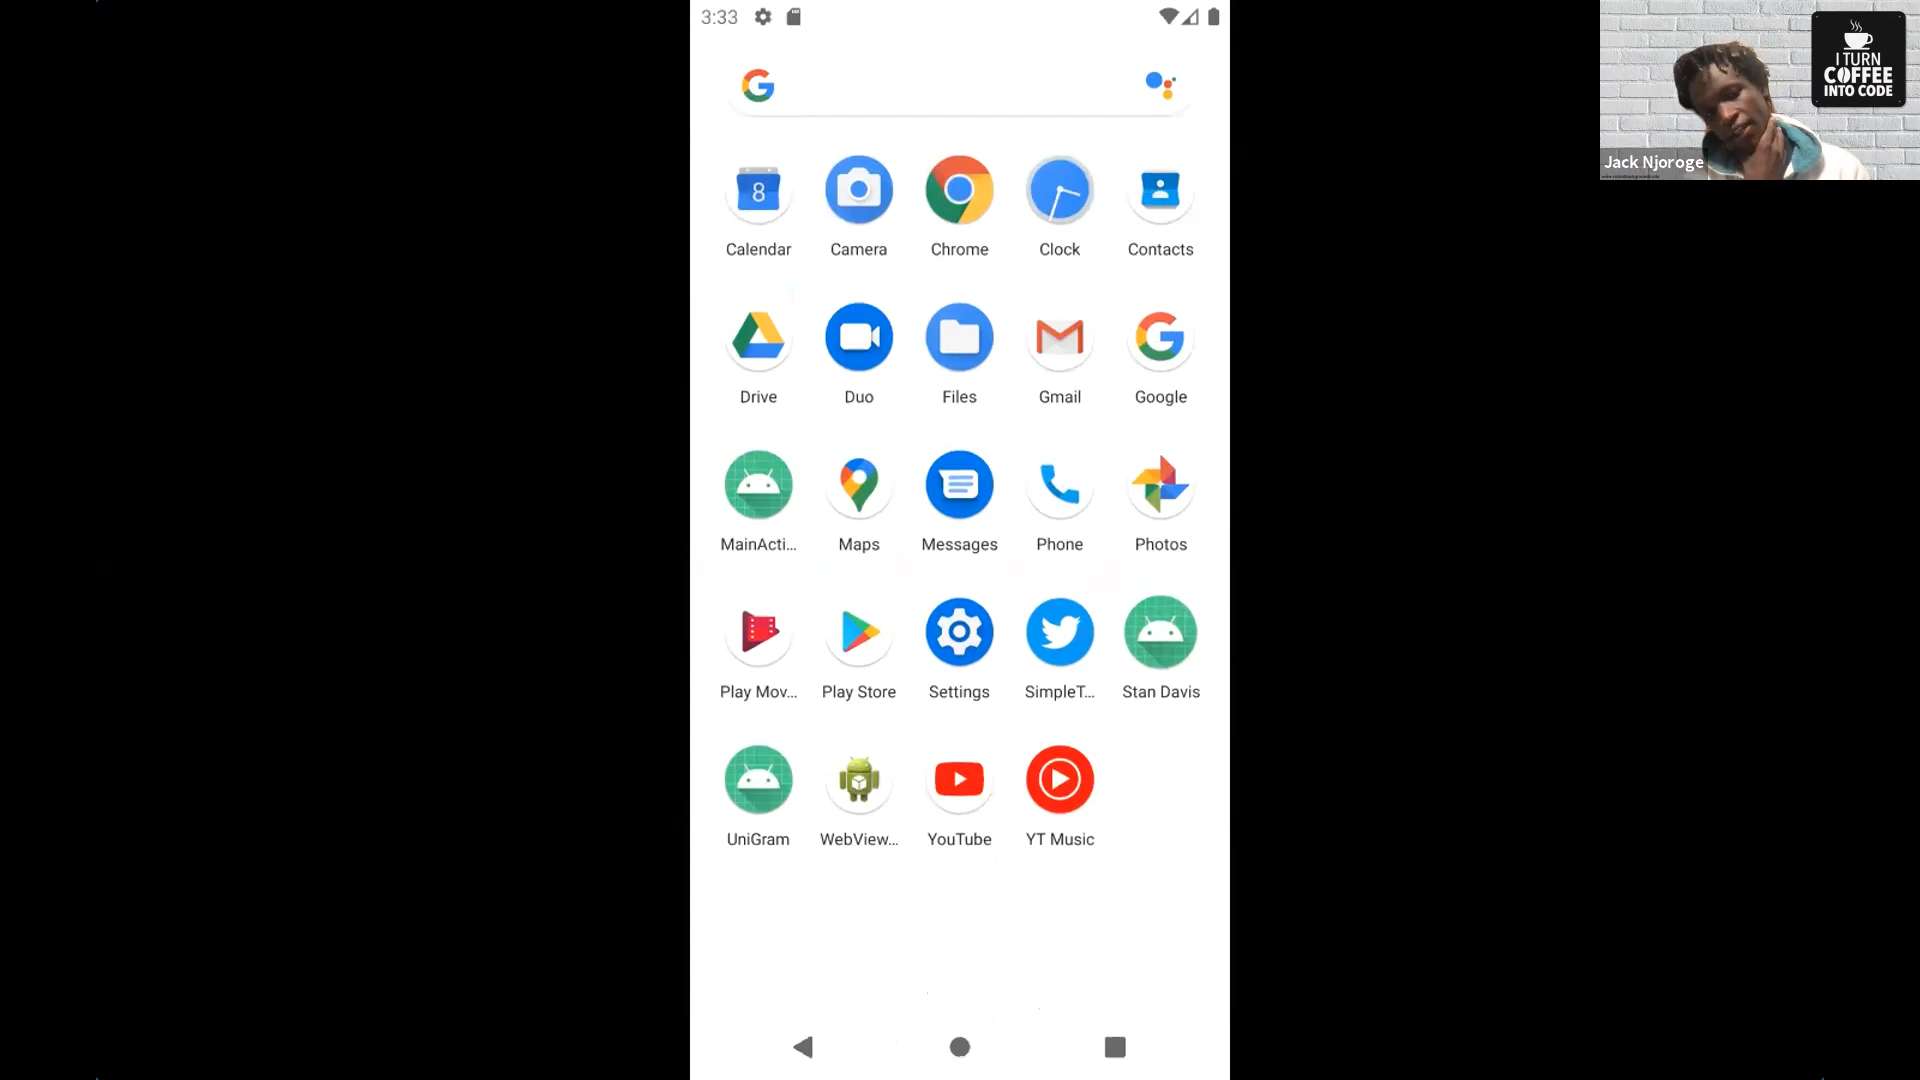 3:33
I TURN
COFFEE
INTO CODE
Jack Njoroge
8
Calendar
Camera
Chrome
Clock
Contacts
Drive
Duo
Files
Gmail
Google
MainActi...
Maps
Messages
Phone
Photos
Play Mov...
Play Store
Settings
SimpleT...
Stan Davis
UniGram
WebView...
YouTube
YT Music